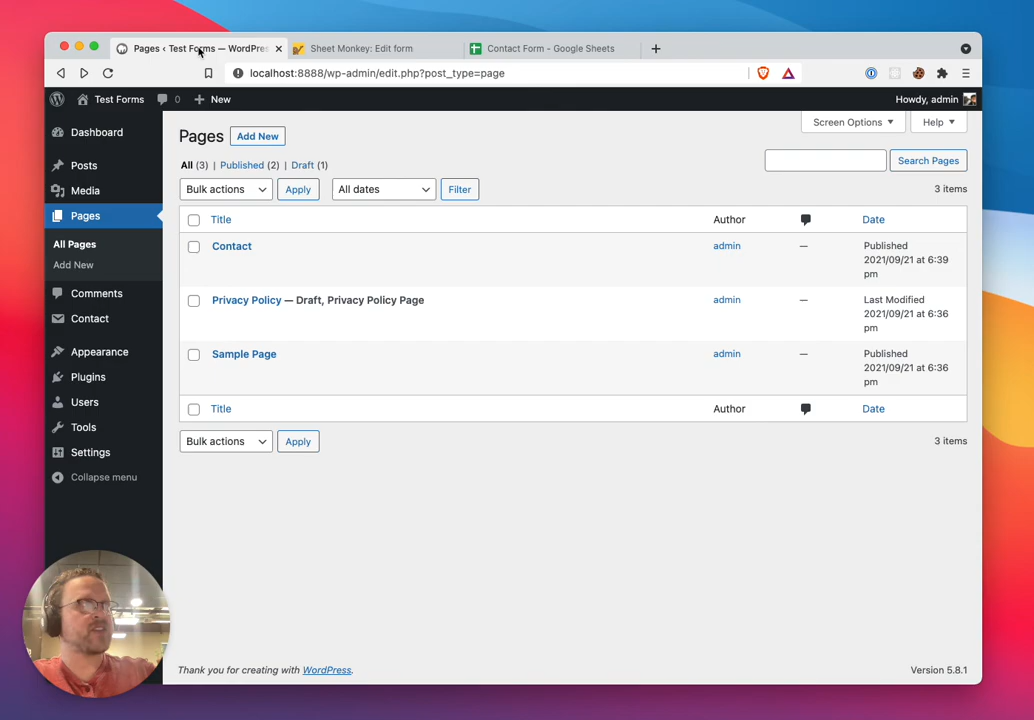 Pages ‹ Test Forms — WordPres
Sheet Monkey: Edit form
Contact Form - Google Sheets
localhost:8888/wp-admin/edit.php?post_type=page
Test Forms
0
New
Howdy, admin
Dashboard
Posts
Media
Pages
All Pages
Add New
Comments
Contact
Appearance
Plugins
Users
Tools
Settings
Collapse menu
Screen Options
Help
Pages
Add New
All (3) | Published (2) | Draft (1)
Search Pages
Bulk actions
Apply
All dates
Filter
3 items
Title
Author
Date
Contact
admin
—
Published
2021/09/21 at 6:39
pm
Privacy Policy — Draft, Privacy Policy Page
admin
—
Last Modified
2021/09/21 at 6:36
pm
Sample Page
admin
—
Published
2021/09/21 at 6:36
pm
Title
Author
Date
Bulk actions
Apply
3 items
Thank you for creating with WordPress.
Version 5.8.1